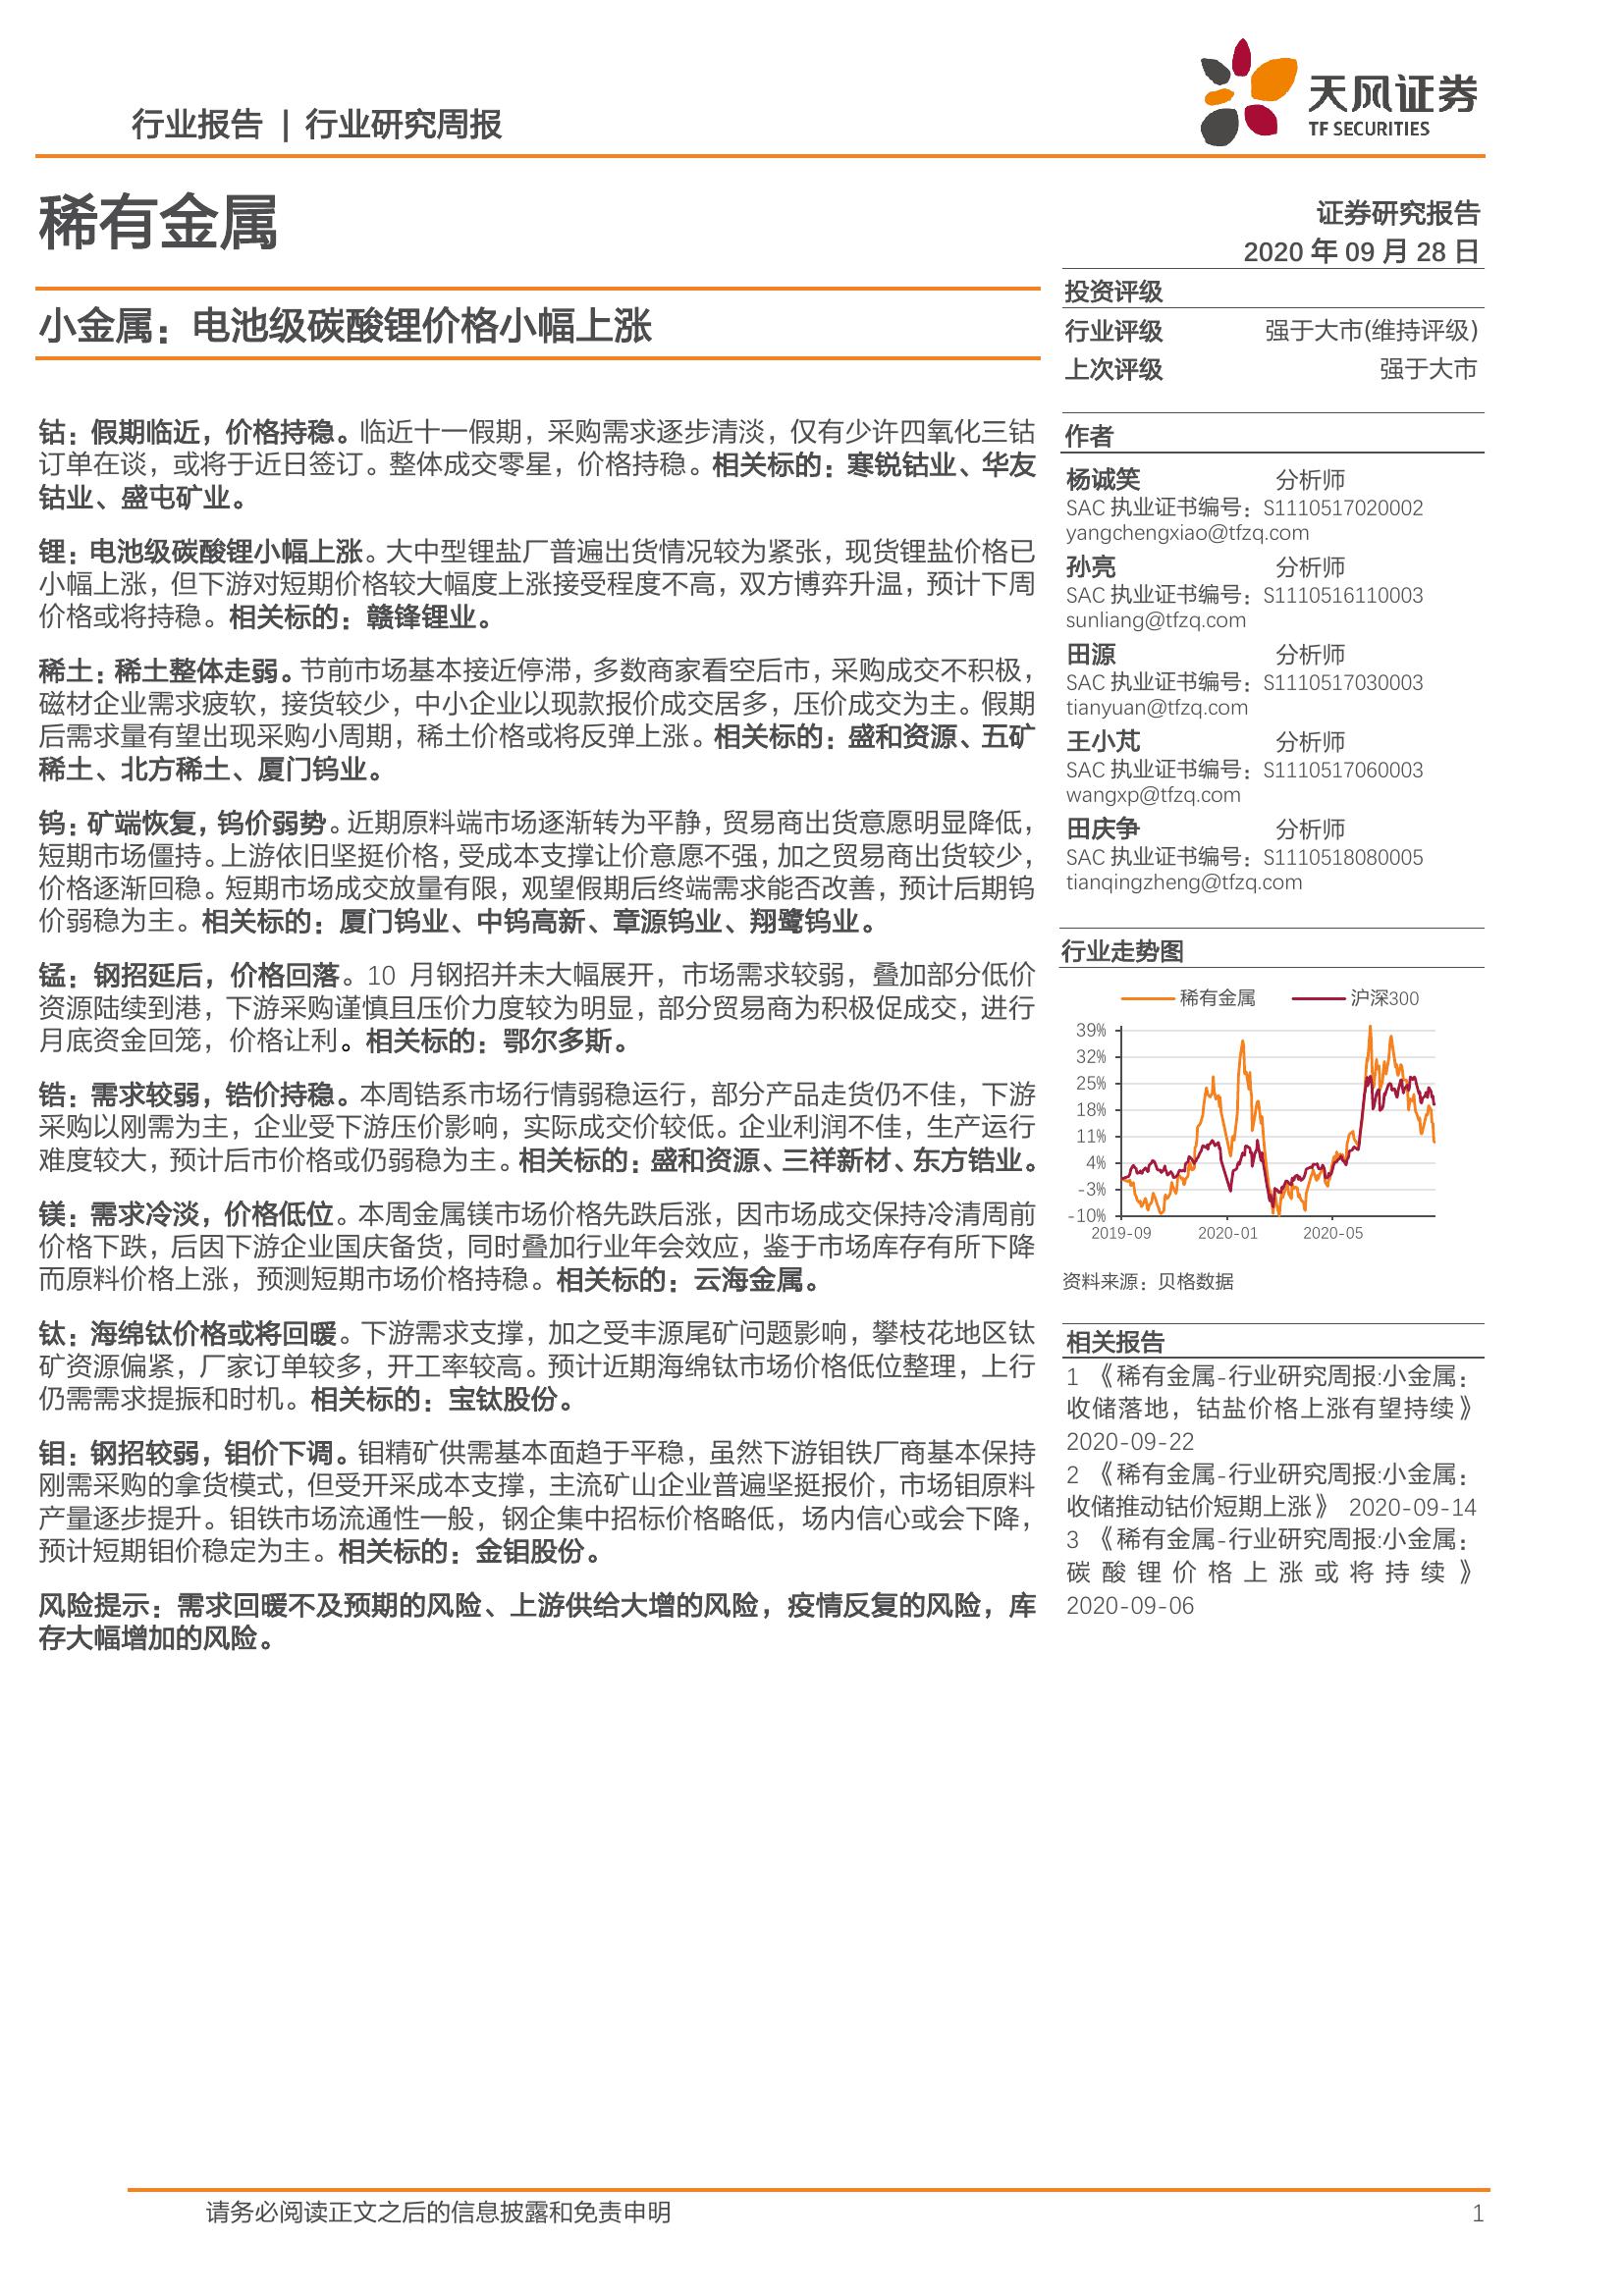 行业报告 | 行业研究周报
天风证券
TF SECURITIES
稀有金属
证券研究报告
2020 年 09 月 28 日
小金属：电池级碳酸锂价格小幅上涨
钴：假期临近，价格持稳。临近十一假期，采购需求逐步清淡，仅有少许四氧化三钴
订单在谈，或将于近日签订。整体成交零星，价格持稳。相关标的：寒锐钴业、华友
钴业、盛屯矿业。
锂：电池级碳酸锂小幅上涨。大中型锂盐厂普遍出货情况较为紧张，现货锂盐价格已
小幅上涨，但下游对短期价格较大幅度上涨接受程度不高，双方博弈升温，预计下周
价格或将持稳。相关标的：赣锋锂业。
稀土：稀土整体走弱。节前市场基本接近停滞，多数商家看空后市，采购成交不积极，
磁材企业需求疲软，接货较少，中小企业以现款报价成交居多，压价成交为主。假期
后需求量有望出现采购小周期，稀土价格或将反弹上涨。相关标的：盛和资源、五矿
稀土、北方稀土、厦门钨业。
钨：矿端恢复，钨价弱势。近期原料端市场逐渐转为平静，贸易商出货意愿明显降低，
短期市场僵持。上游依旧坚挺价格，受成本支撑让价意愿不强，加之贸易商出货较少，
价格逐渐回稳。短期市场成交放量有限，观望假期后终端需求能否改善，预计后期钨
价弱稳为主。相关标的：厦门钨业、中钨高新、章源钨业、翔鹭钨业。
锰：钢招延后，价格回落。10 月钢招并未大幅展开，市场需求较弱，叠加部分低价
资源陆续到港，下游采购谨慎且压价力度较为明显，部分贸易商为积极促成交，进行
月底资金回笼，价格让利。相关标的：鄂尔多斯。
锆：需求较弱，锆价持稳。本周锆系市场行情弱稳运行，部分产品走货仍不佳，下游
采购以刚需为主，企业受下游压价影响，实际成交价较低。企业利润不佳，生产运行
难度较大，预计后市价格或仍弱稳为主。相关标的：盛和资源、三祥新材、东方锆业。
镁：需求冷淡，价格低位。本周金属镁市场价格先跌后涨，因市场成交保持冷清周前
价格下跌，后因下游企业国庆备货，同时叠加行业年会效应，鉴于市场库存有所下降
而原料价格上涨，预测短期市场价格持稳。相关标的：云海金属。
钛：海绵钛价格或将回暖。下游需求支撑，加之受丰源尾矿问题影响，攀枝花地区钛
矿资源偏紧，厂家订单较多，开工率较高。预计近期海绵钛市场价格低位整理，上行
仍需需求提振和时机。相关标的：宝钛股份。
钼：钢招较弱，钼价下调。钼精矿供需基本面趋于平稳，虽然下游钼铁厂商基本保持
刚需采购的拿货模式，但受开采成本支撑，主流矿山企业普遍坚挺报价，市场钼原料
产量逐步提升。钼铁市场流通性一般，钢企集中招标价格略低，场内信心或会下降，
预计短期钼价稳定为主。相关标的：金钼股份。
风险提示：需求回暖不及预期的风险、上游供给大增的风险，疫情反复的风险，库
存大幅增加的风险。
投资评级
行业评级 强于大市(维持评级)
上次评级 强于大市
作者
杨诚笑 分析师
SAC 执业证书编号：S1110517020002
yangchengxiao@tfzq.com
孙亮 分析师
SAC 执业证书编号：S1110516110003
sunliang@tfzq.com
田源 分析师
SAC 执业证书编号：S1110517030003
tianyuan@tfzq.com
王小芃 分析师
SAC 执业证书编号：S1110517060003
wangxp@tfzq.com
田庆争 分析师
SAC 执业证书编号：S1110518080005
tianqingzheng@tfzq.com
行业走势图
稀有金属 沪深300
39%
32%
25%
18%
11%
4%
-3%
-10%
2019-09 2020-01 2020-05
资料来源：贝格数据
相关报告
1 《稀有金属-行业研究周报:小金属：
收储落地，钴盐价格上涨有望持续》
2020-09-22
2 《稀有金属-行业研究周报:小金属：
收储推动钴价短期上涨》 2020-09-14
3 《稀有金属-行业研究周报:小金属：
碳酸锂价格上涨或将持续》
2020-09-06
请务必阅读正文之后的信息披露和免责申明 1